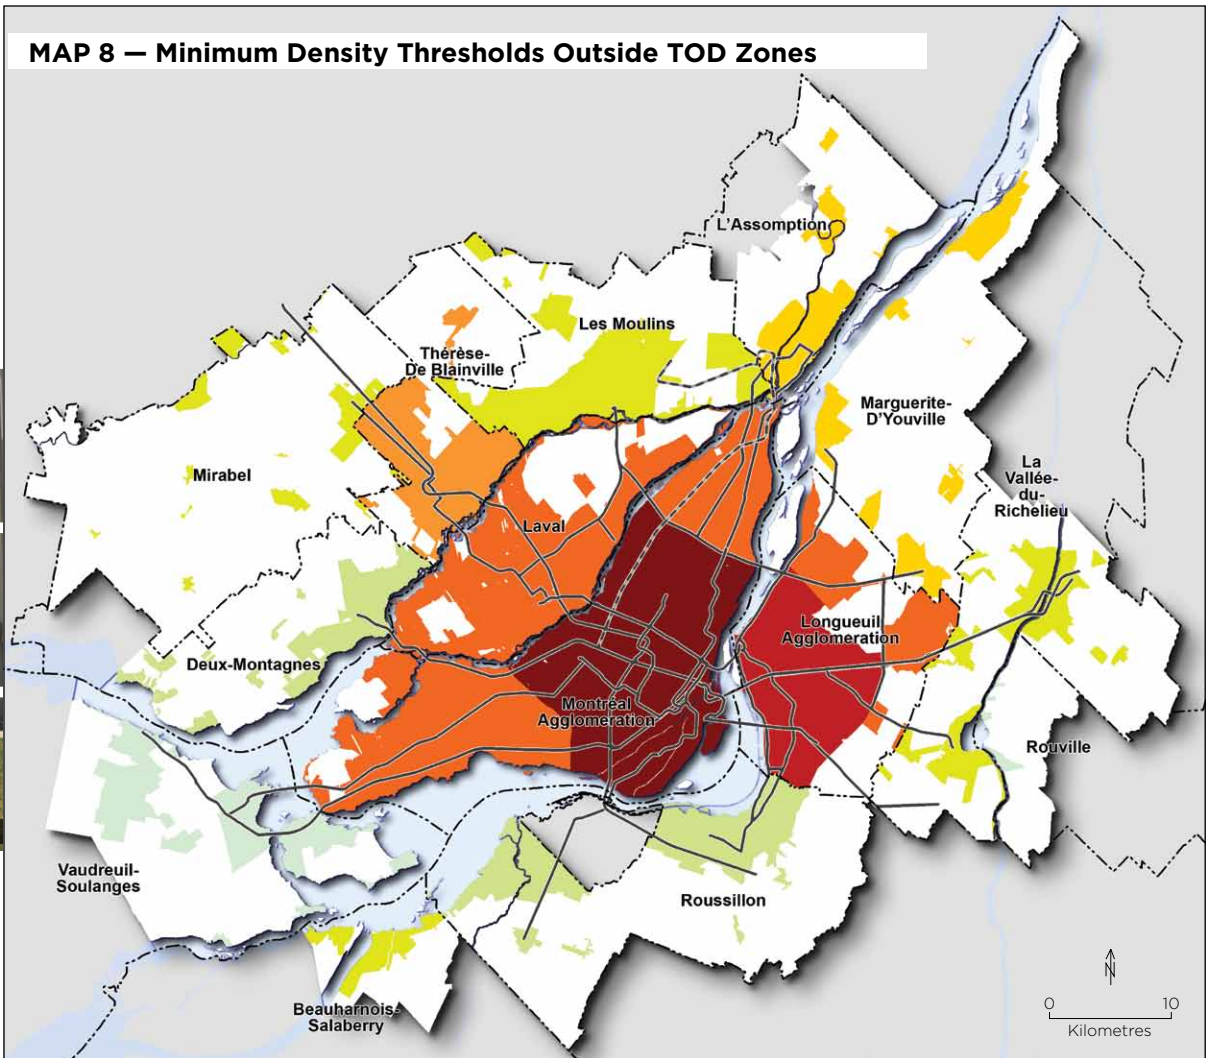 MAP 8 — Minimum Density Thresholds Outside TOD Zones
L'Assomption
Les Moulins
Thérèse-
De Blainville
Marguerite-
D'Youville
La
Vallée-
du-
Richelieu
Mirabel
Laval
Longueuil
Agglomeration
Deux-Montagnes
Montréal
Agglomeration
Rouville
Vaudreuil-
Soulanges
Roussillon
Beauharnois-
Salaberry
N
0 10
Kilometres